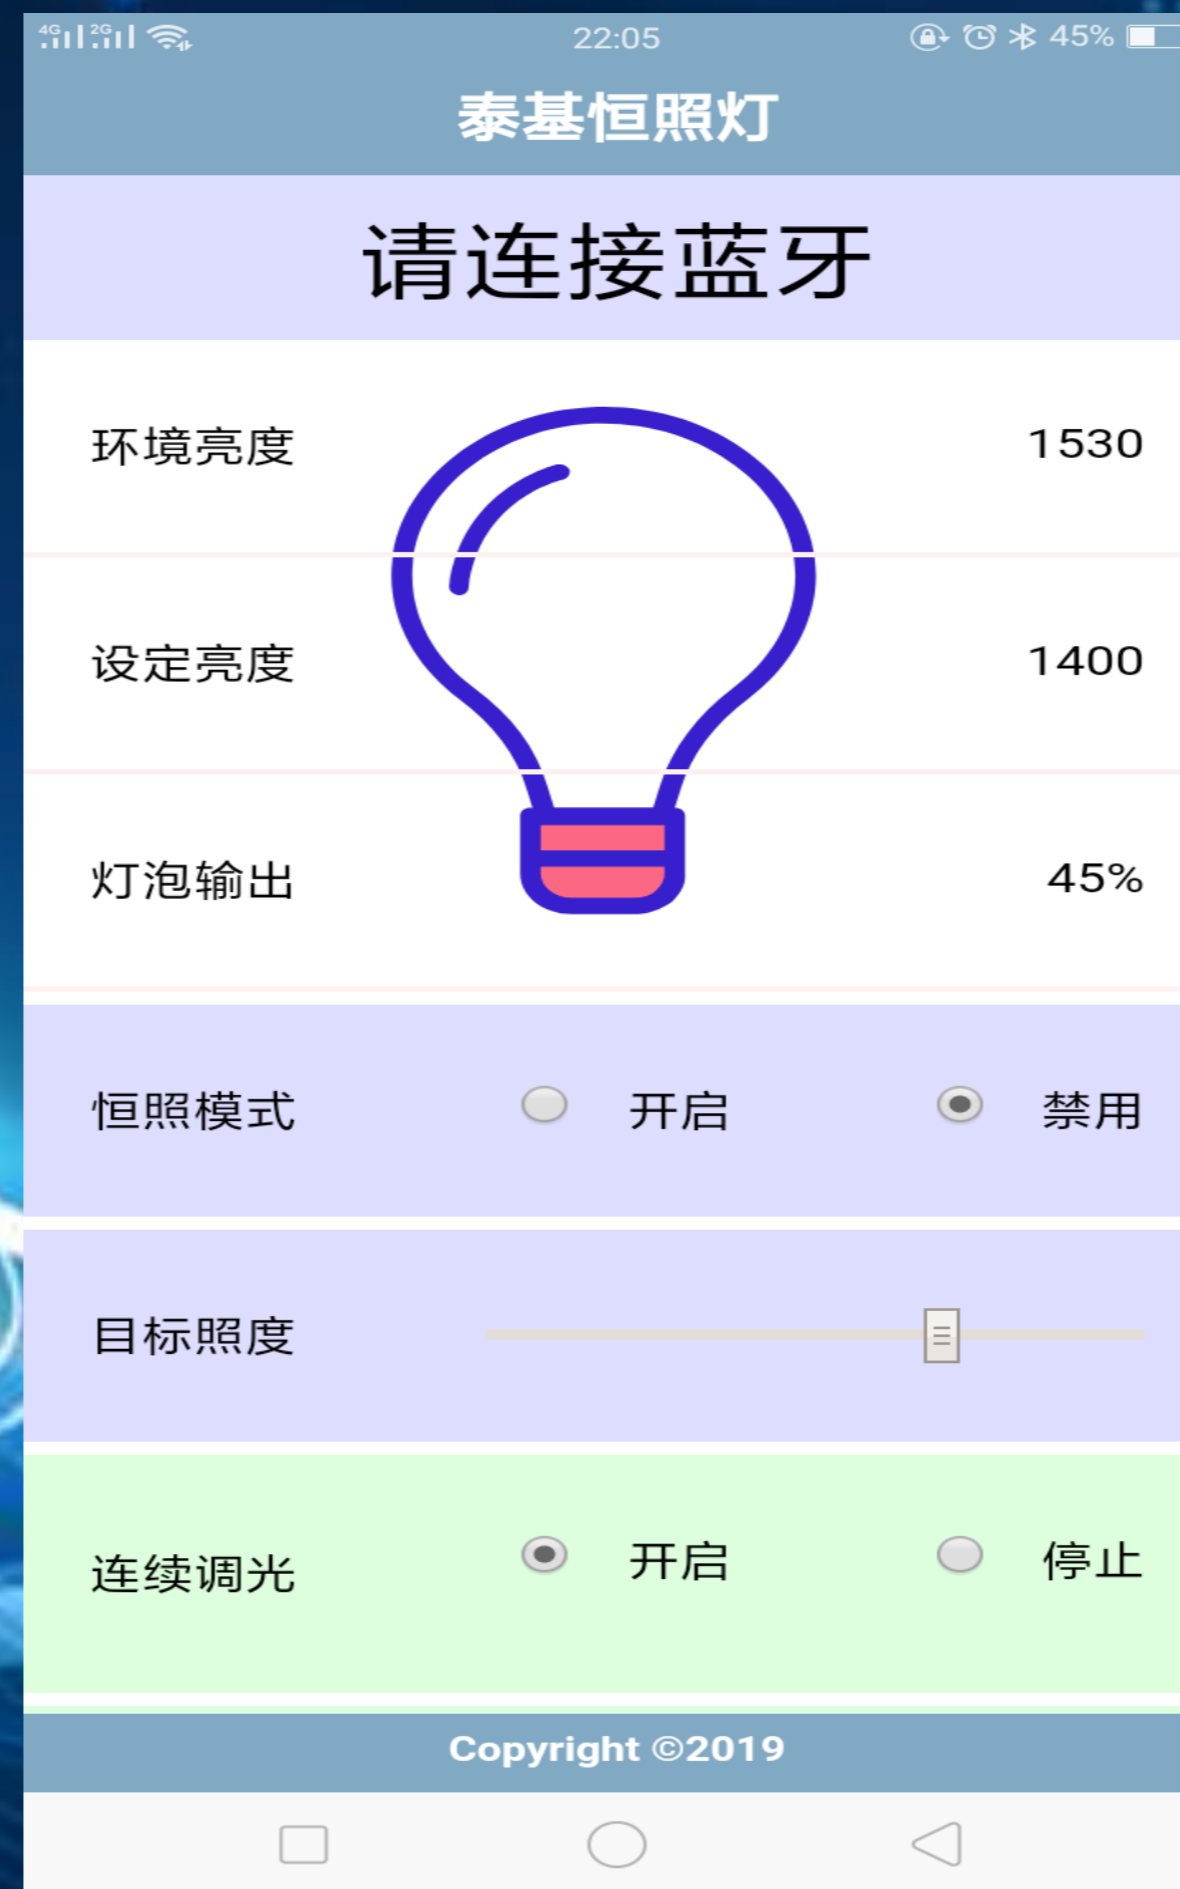 4G 2G 22:05 45%
泰基恒照灯
请连接蓝牙
环境亮度 1530
设定亮度 1400
灯泡输出 45%
恒照模式 开启 禁用
目标照度
连续调光 开启 停止
Copyright ©2019